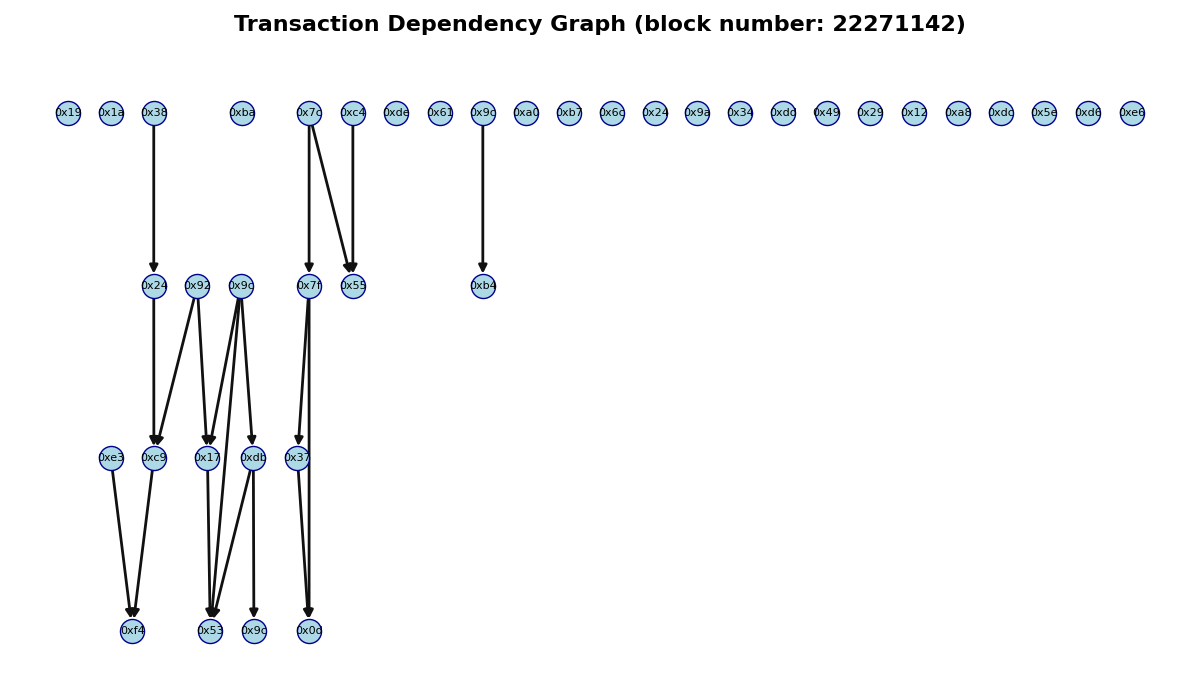 Transaction Dependency Graph (block number: 22271142)
0x19 0x1a 0x38 0xba 0x7c 0xc4 0xde 0x61 0x9c 0xa0 0xb7 0x6c 0x24 0x9a 0x34 0xdd 0x49 0x29 0x12 0xa8 0xdc 0x5e 0xd6 0xe6
0x24 0x92 0x9c 0x7f 0x55 0xb4
0xe3 0xc9 0x17 0xdb 0x37
0xf4 0x53 0x9c 0x0d